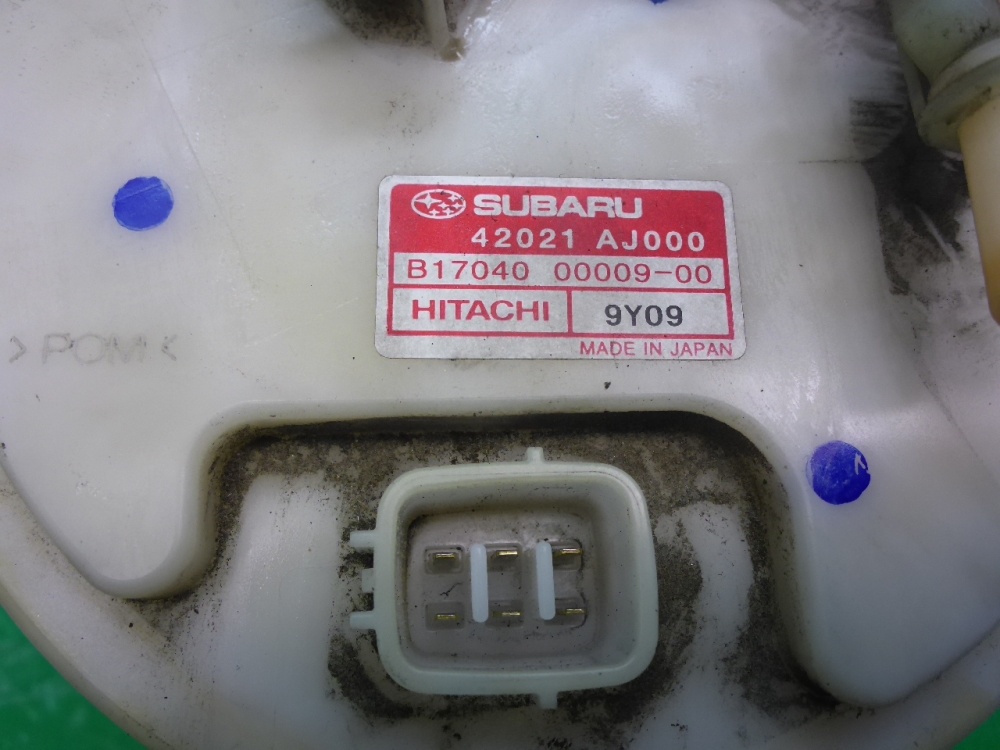 SUBARU
42021 AJ000
B17040 00009-00
HITACHI 9Y09
MADE IN JAPAN
> POM <